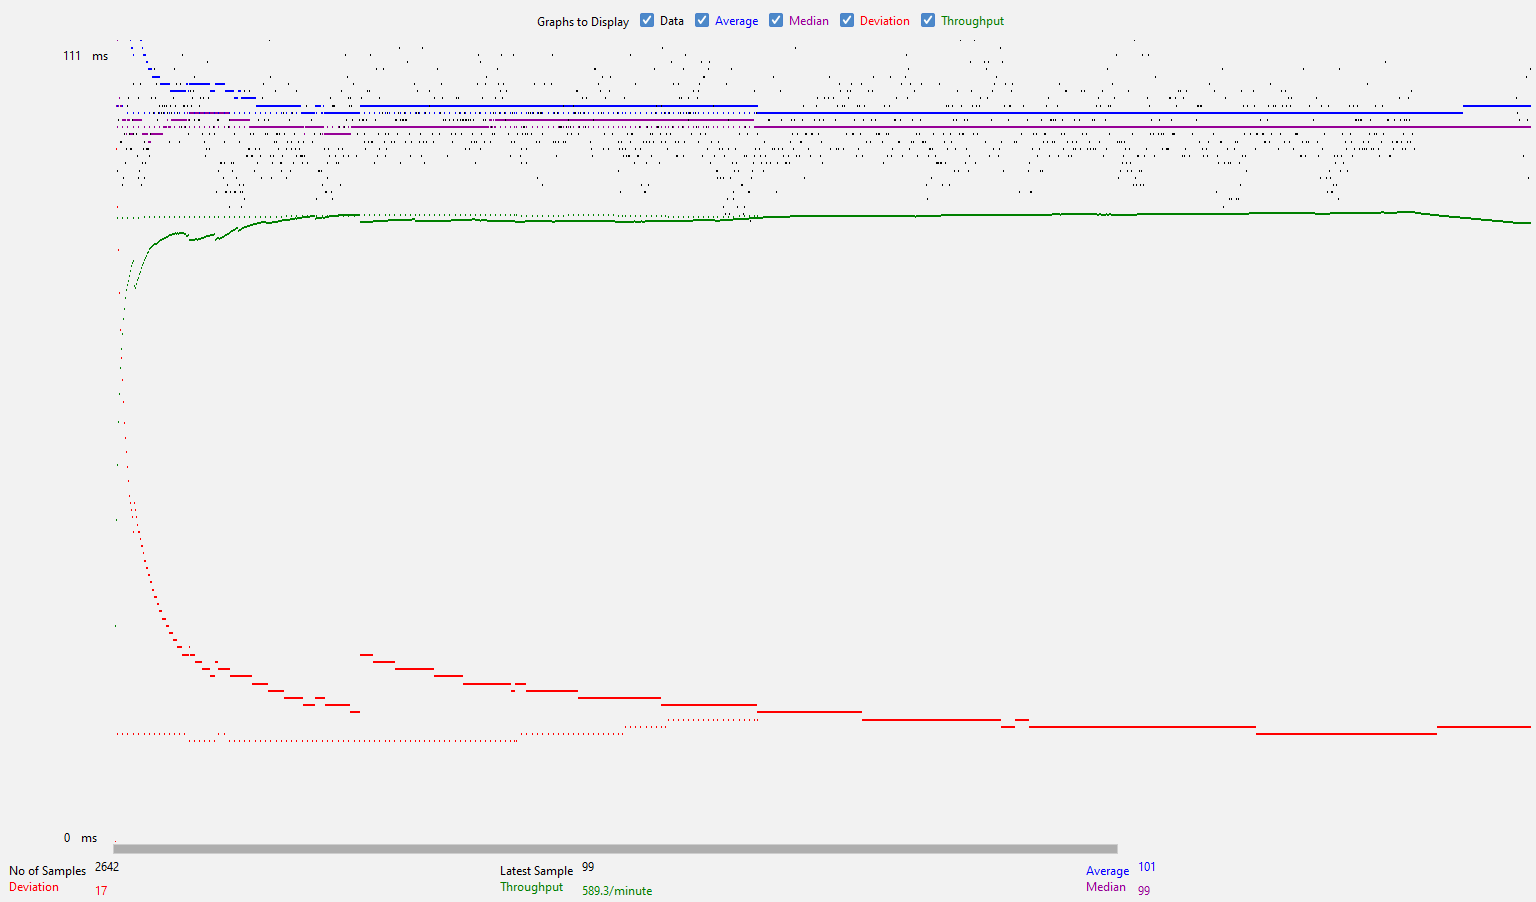 Graphs to Display Data Average Median Deviation Throughput
111 ms
0 ms
No of Samples 2642 Latest Sample 99 Average 101
Deviation 17 Throughput 589.3/minute Median 99